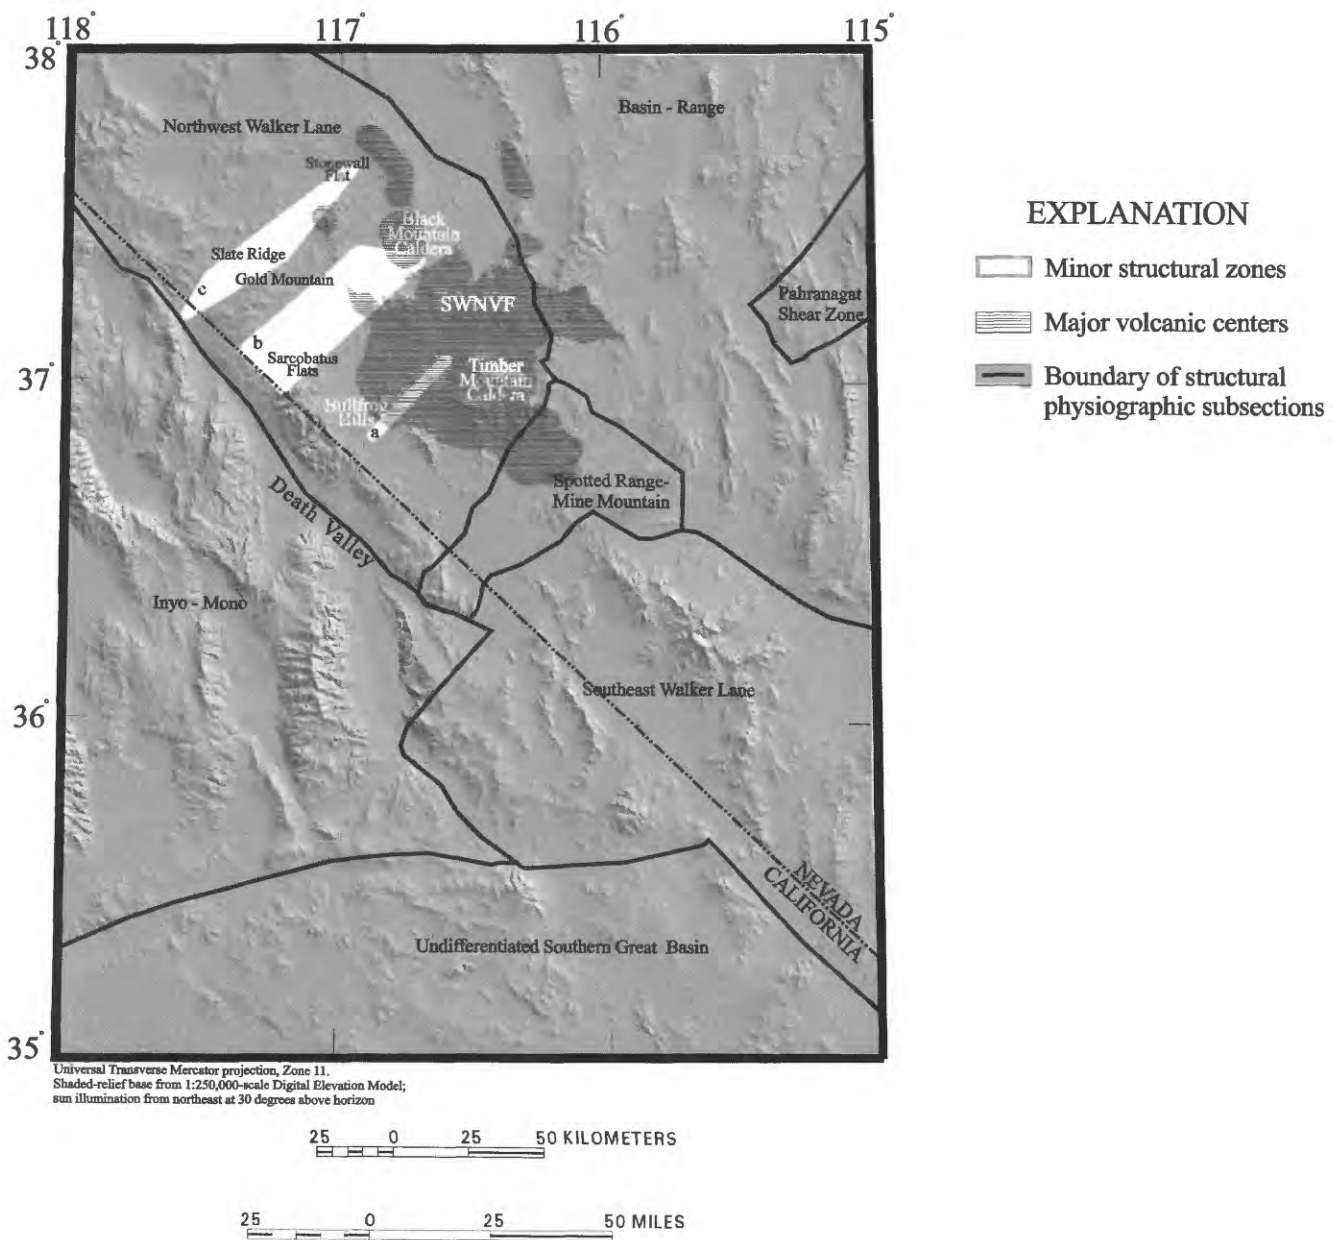 118°
117°
116°
115°
38°
37°
36°
35°
Basin - Range
Northwest Walker Lane
Stonewall
Flat
Black
Mountain
Caldera
Slate Ridge
Gold Mountain
c
SWNVF
Pahranagat
Shear Zone
b
Sarcobatus
Flats
Timber
Mountain
Caldera
Bullfrog
Hills
a
Spotted Range-
Mine Mountain
Death Valley
Inyo - Mono
Southeast Walker Lane
NEVADA
CALIFORNIA
Undifferentiated Southern Great Basin
EXPLANATION
Minor structural zones
Major volcanic centers
Boundary of structural
physiographic subsections
Universal Transverse Mercator projection, Zone 11.
Shaded-relief base from 1:250,000-scale Digital Elevation Model;
sun illumination from northeast at 30 degrees above horizon
25 0 25 50 KILOMETERS
25 0 25 50 MILES